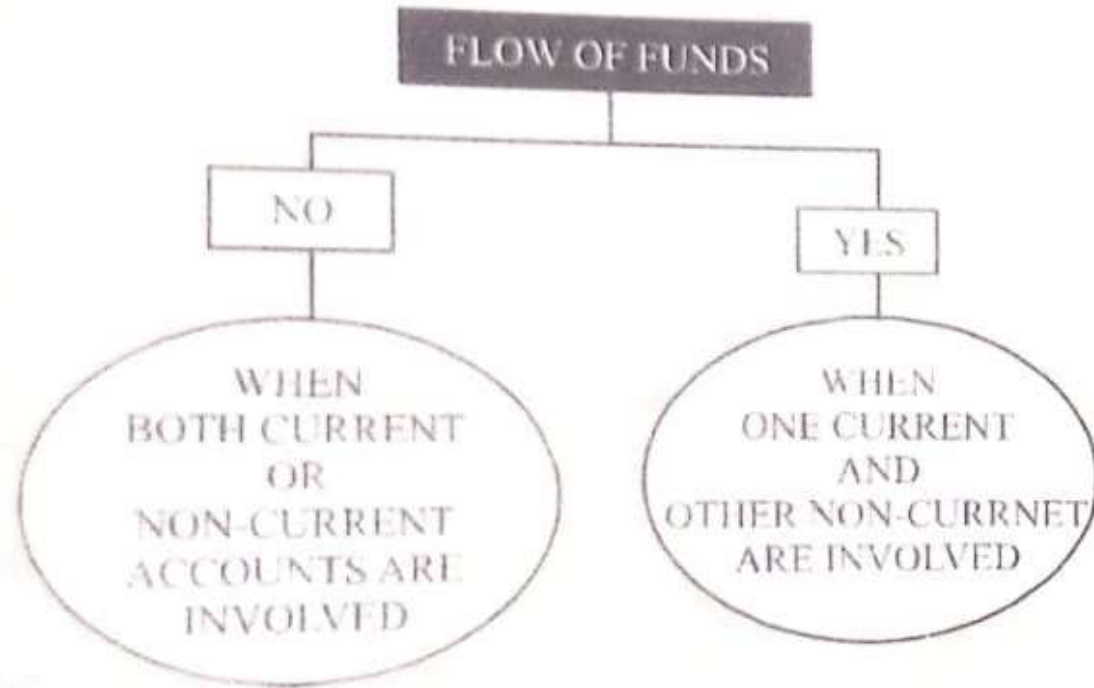 FLOW OF FUNDS
NO
YES
WHEN
BOTH CURRENT
OR
NON-CURRENT
ACCOUNTS ARE
INVOLVED
WHEN
ONE CURRENT
AND
OTHER NON-CURRNET
ARE INVOLVED